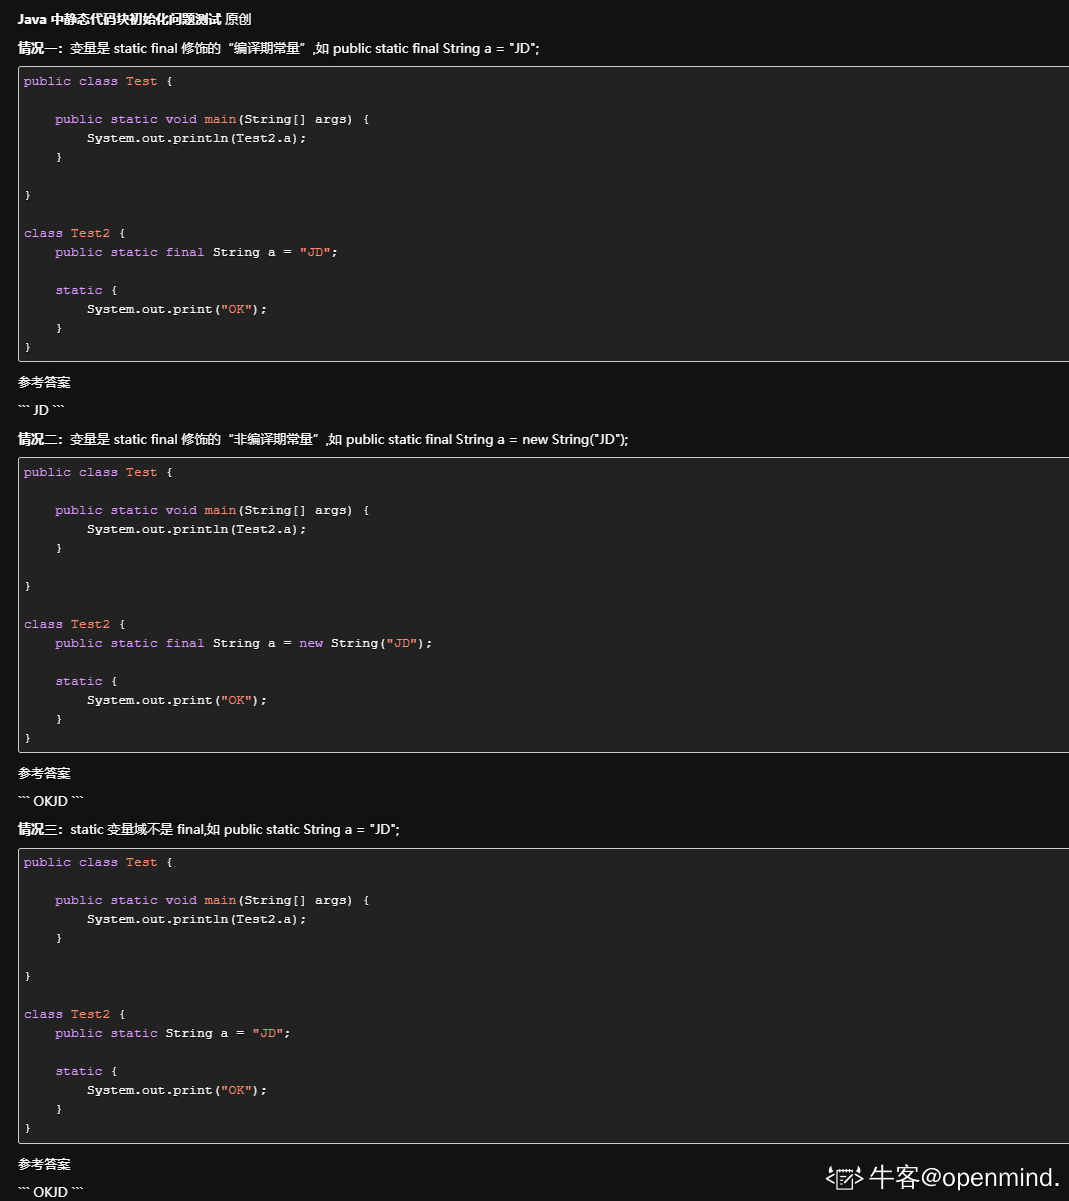 Java 中静态代码块初始化问题测试 原创
情况一：变量是 static final 修饰的“编译期常量”,如 public static final String a = "JD";
public class Test {
public static void main(String[] args) {
System.out.println(Test2.a);
}
}
class Test2 {
public static final String a = "JD";
static {
System.out.print("OK");
}
}
参考答案
``` JD ```
情况二：变量是 static final 修饰的“非编译期常量”,如 public static final String a = new String("JD");
public class Test {
public static void main(String[] args) {
System.out.println(Test2.a);
}
}
class Test2 {
public static final String a = new String("JD");
static {
System.out.print("OK");
}
}
参考答案
``` OKJD ```
情况三：static 变量域不是 final,如 public static String a = "JD";
public class Test {
public static void main(String[] args) {
System.out.println(Test2.a);
}
}
class Test2 {
public static String a = "JD";
static {
System.out.print("OK");
}
}
参考答案
``` OKJD ```
牛客@openmind.